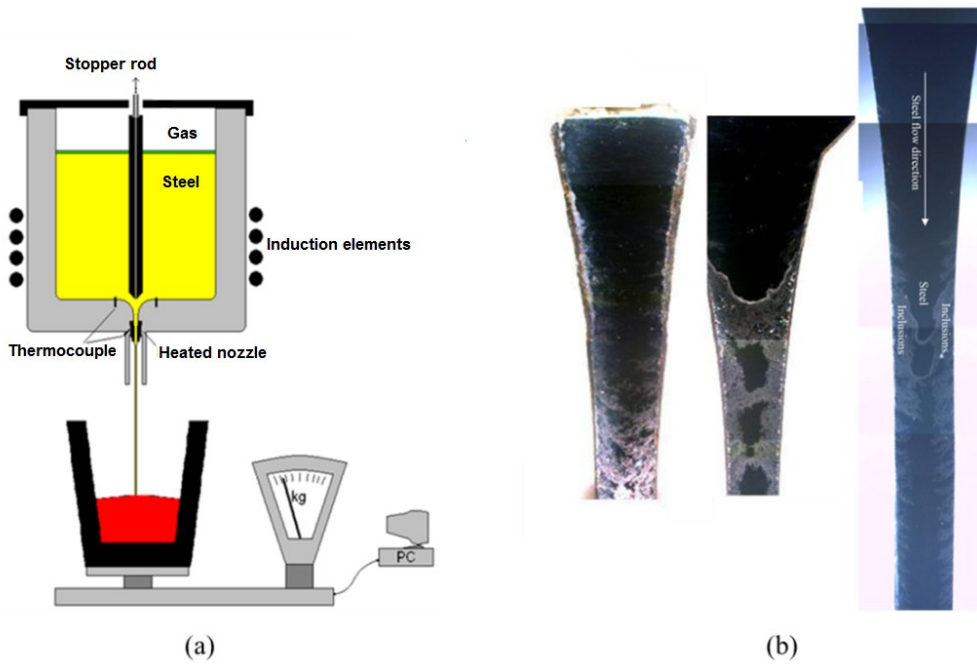 Stopper rod
Gas
Steel
Induction elements
Thermocouple
Heated nozzle
kg
PC
(a)
Steel flow direction
Steel
Inclusions
Inclusions
(b)